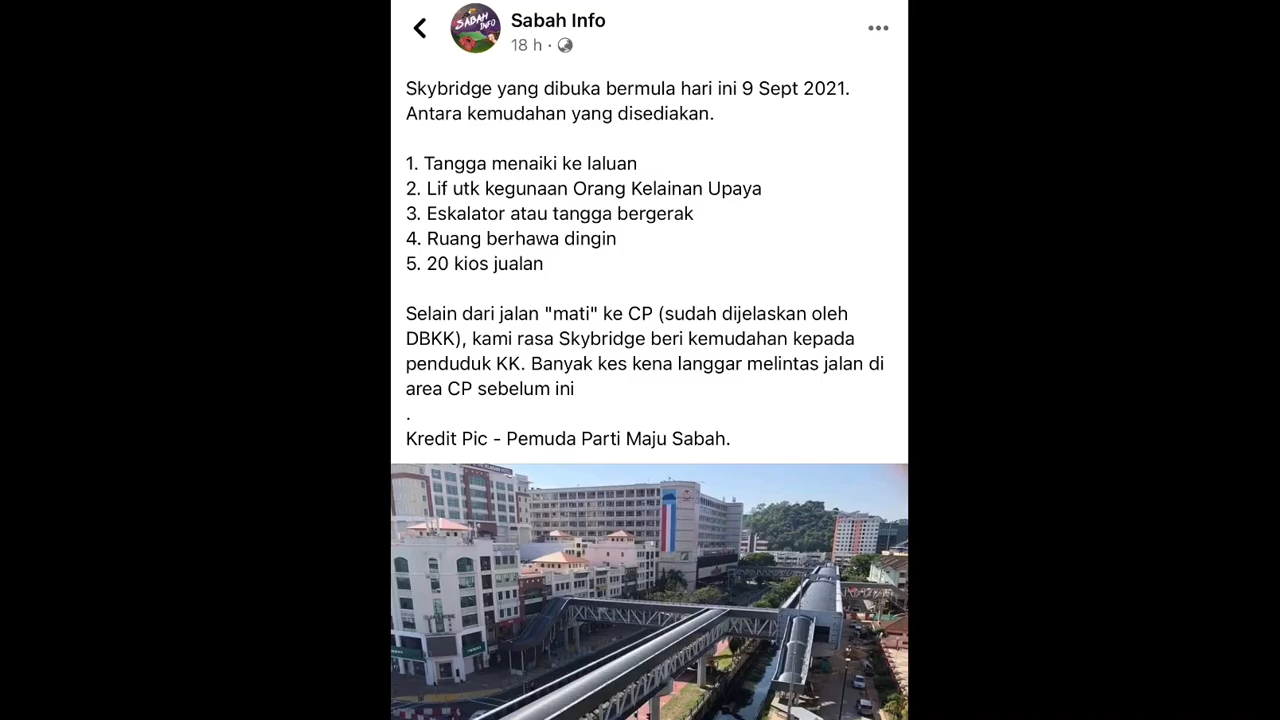 SABAH INFO
Sabah Info
18 h ·
Skybridge yang dibuka bermula hari ini 9 Sept 2021.
Antara kemudahan yang disediakan.
1. Tangga menaiki ke laluan
2. Lif utk kegunaan Orang Kelainan Upaya
3. Eskalator atau tangga bergerak
4. Ruang berhawa dingin
5. 20 kios jualan
Selain dari jalan "mati" ke CP (sudah dijelaskan oleh
DBKK), kami rasa Skybridge beri kemudahan kepada
penduduk KK. Banyak kes kena langgar melintas jalan di
area CP sebelum ini
.
Kredit Pic - Pemuda Parti Maju Sabah.